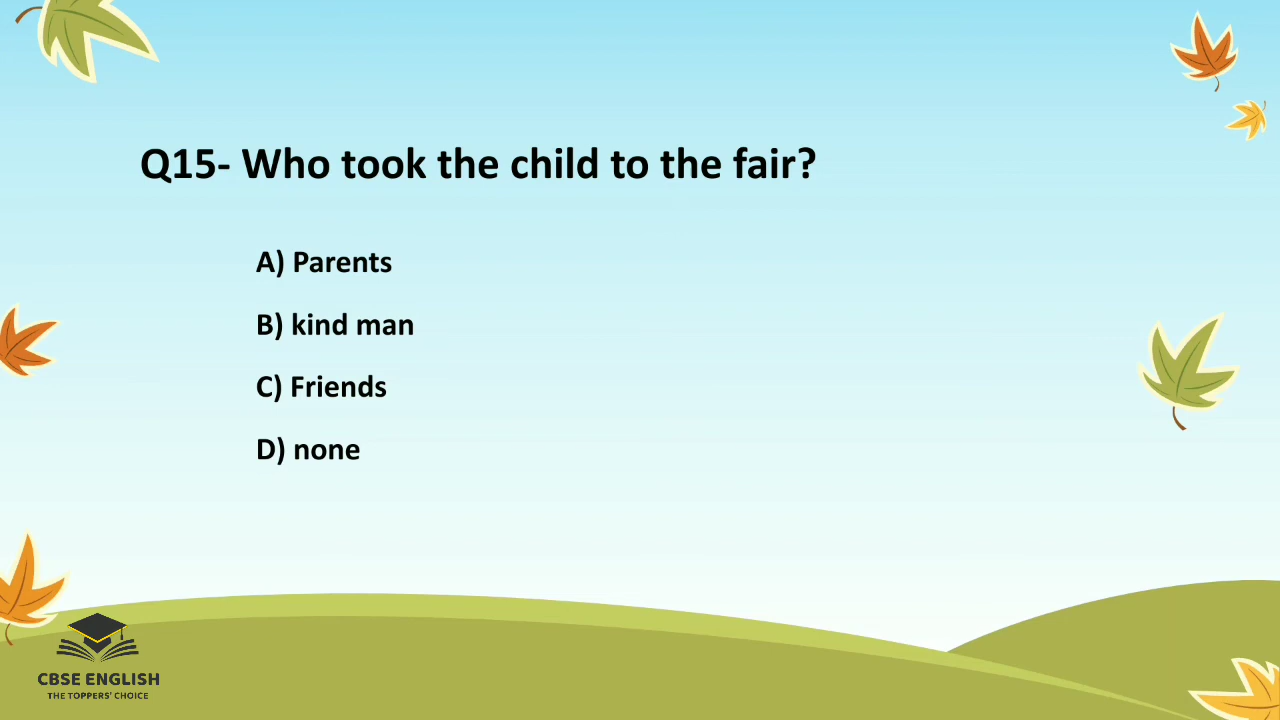 Q15- Who took the child to the fair?
A) Parents
B) kind man
C) Friends
D) none
CBSE ENGLISH
THE TOPPERS' CHOICE